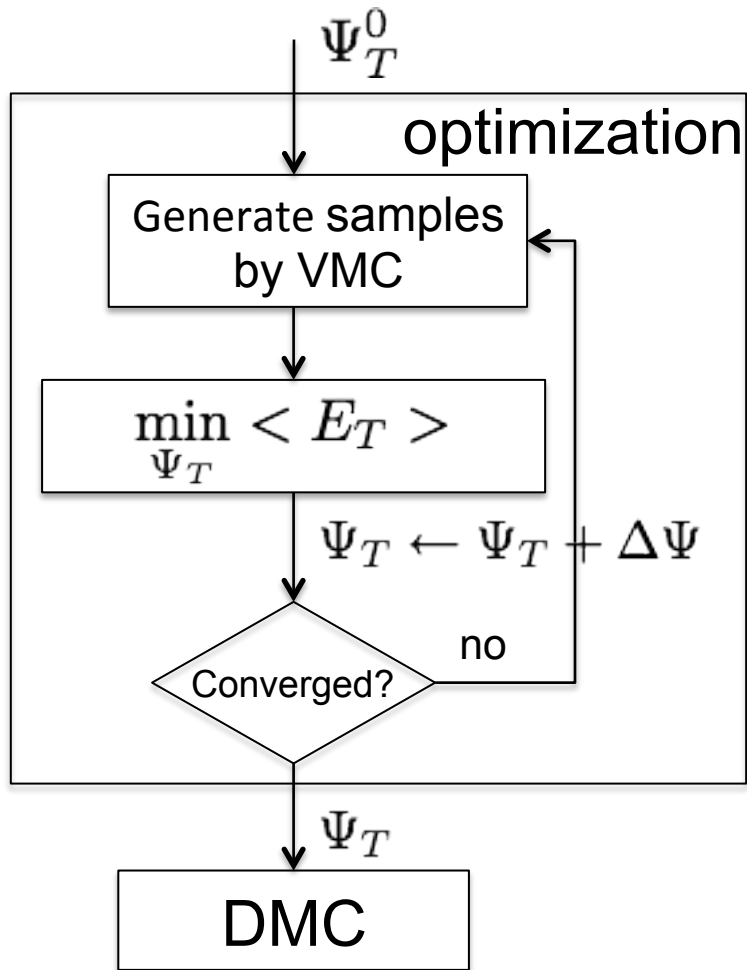 Ψ_T^0
optimization
Generate samples
by VMC
min < E_T >
Ψ_T
Ψ_T ← Ψ_T + ΔΨ
no
Converged?
Ψ_T
DMC